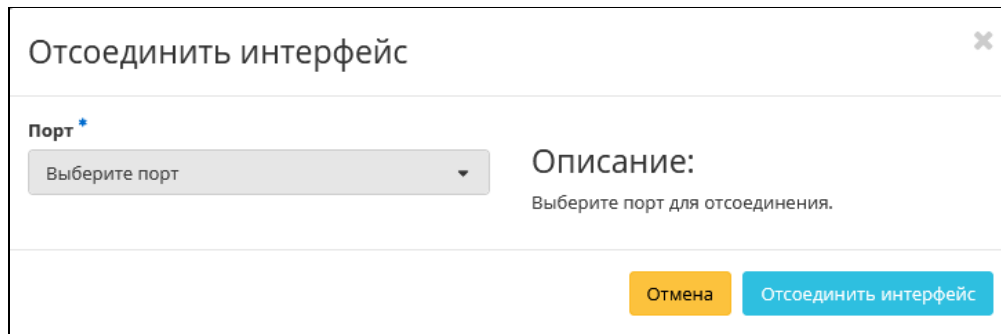 Отсоединить интерфейс
×
Порт *
Выберите порт
Описание:
Выберите порт для отсоединения.
Отмена
Отсоединить интерфейс